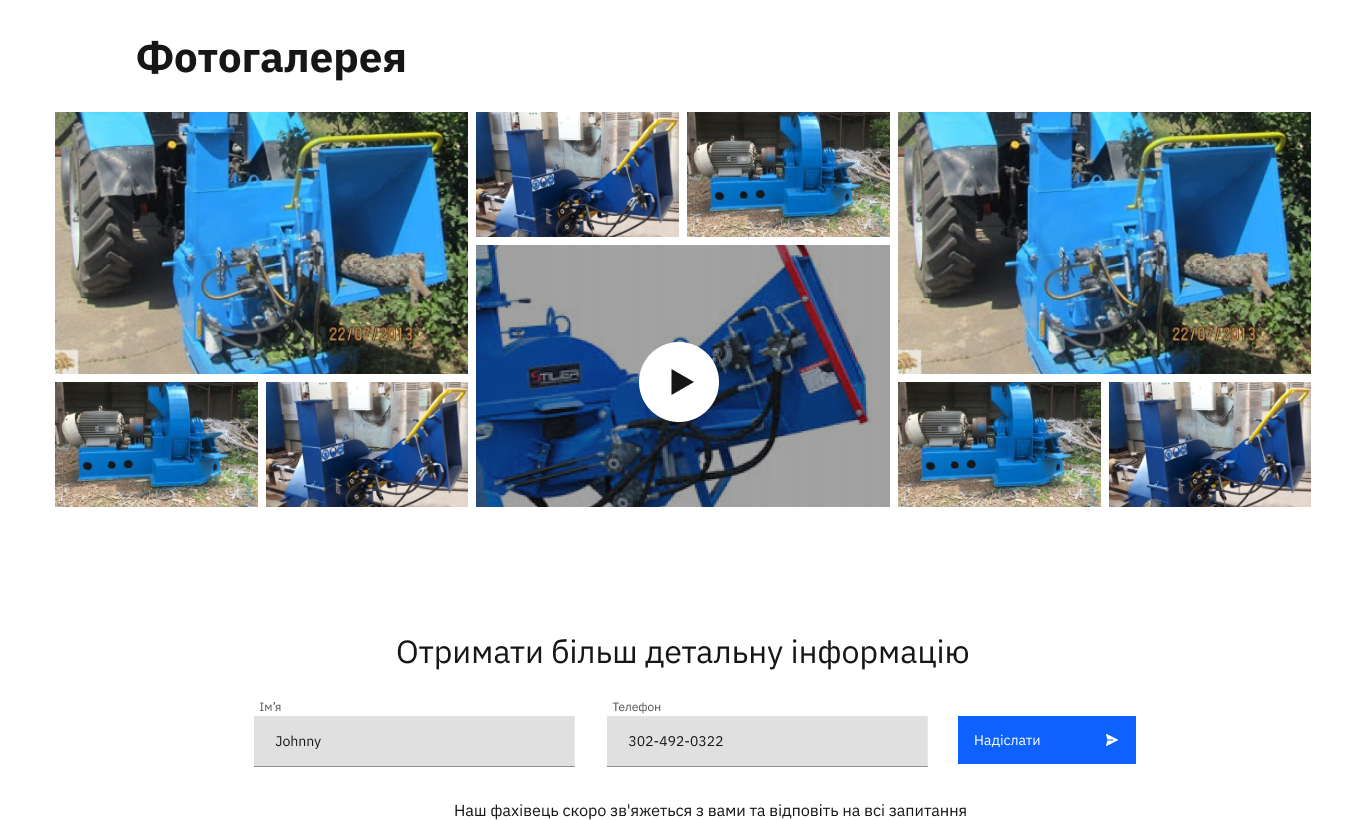 Фотогалерея
22/07/2013
22/07/2013
Отримати більш детальну інформацію
Ім'я
Телефон
Johnny
302-492-0322
Надіслати
Наш фахівець скоро зв'яжеться з вами та відповіть на всі запитання